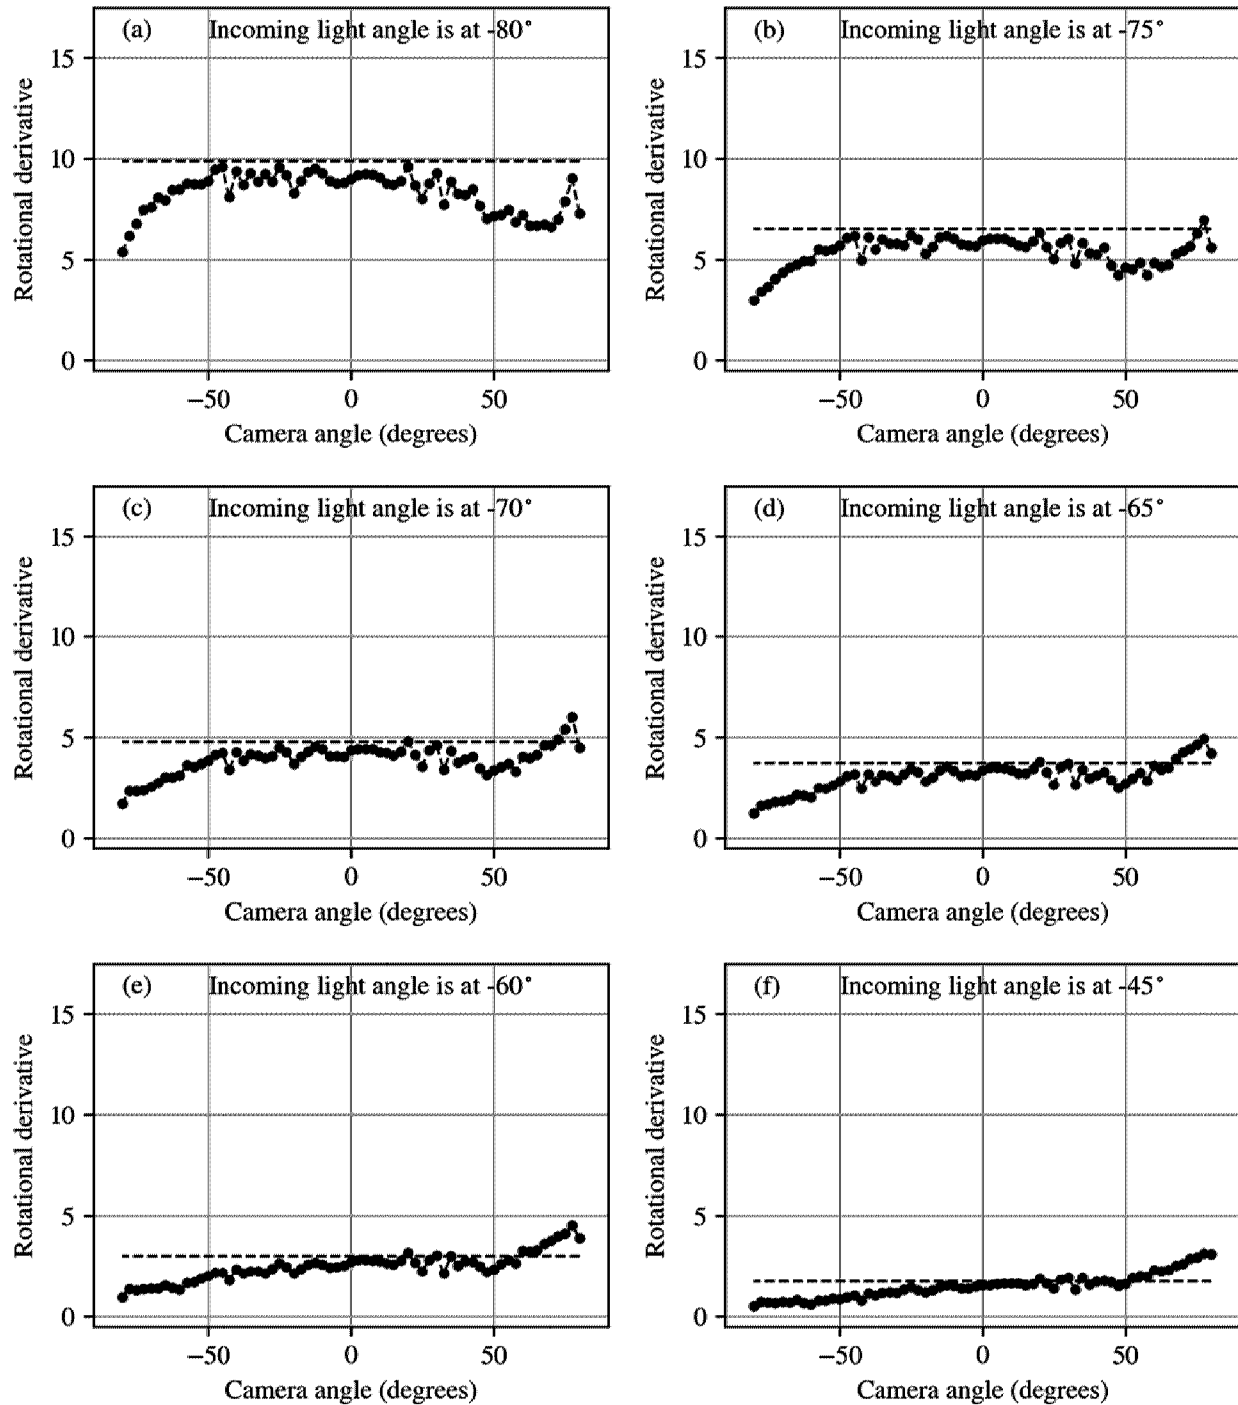 (a) Incoming light angle is at -80°
15
10
5
0
Rotational derivative
−50 0 50
Camera angle (degrees)
(b) Incoming light angle is at -75°
15
10
5
0
Rotational derivative
−50 0 50
Camera angle (degrees)
(c) Incoming light angle is at -70°
15
10
5
0
Rotational derivative
−50 0 50
Camera angle (degrees)
(d) Incoming light angle is at -65°
15
10
5
0
Rotational derivative
−50 0 50
Camera angle (degrees)
(e) Incoming light angle is at -60°
15
10
5
0
Rotational derivative
−50 0 50
Camera angle (degrees)
(f) Incoming light angle is at -45°
15
10
5
0
Rotational derivative
−50 0 50
Camera angle (degrees)